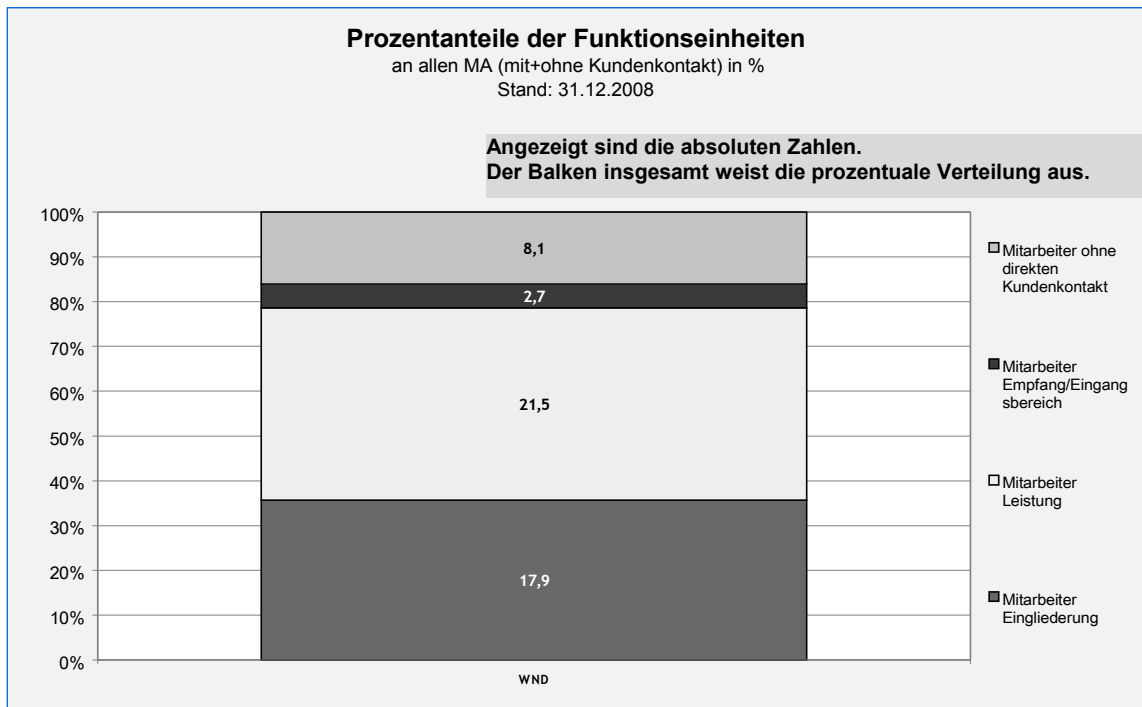 Prozentanteile der Funktionseinheiten
an allen MA (mit+ohne Kundenkontakt) in %
Stand: 31.12.2008
Angezeigt sind die absoluten Zahlen.
Der Balken insgesamt weist die prozentuale Verteilung aus.
100%
90%
80%
70%
60%
50%
40%
30%
20%
10%
0%
8,1
2,7
21,5
17,9
WND
Mitarbeiter ohne
direkten
Kundenkontakt
Mitarbeiter
Empfang/Eingang
sbereich
Mitarbeiter
Leistung
Mitarbeiter
Eingliederung